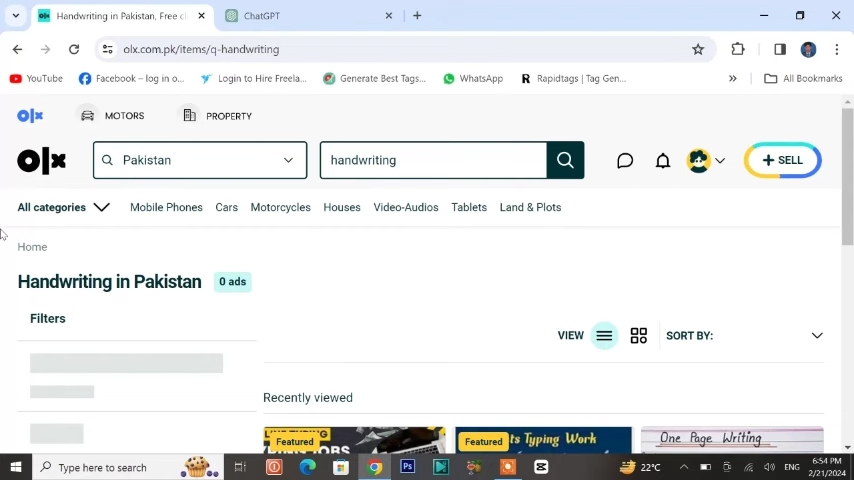 Handwriting in Pakistan, Free cl
ChatGPT
olx.com.pk/items/q-handwriting
YouTube
Facebook – log in o...
Login to Hire Freela...
Generate Best Tags...
WhatsApp
Rapidtags | Tag Gen...
All Bookmarks
olx
MOTORS
PROPERTY
olx
Pakistan
handwriting
+ SELL
All categories
Mobile Phones
Cars
Motorcycles
Houses
Video-Audios
Tablets
Land & Plots
Home
Handwriting in Pakistan
0 ads
Filters
VIEW
SORT BY:
Recently viewed
Featured
Featured
ts Typing Work
One Page Writing
Type here to search
Ps
22°C
ENG
6:54 PM
2/21/2024